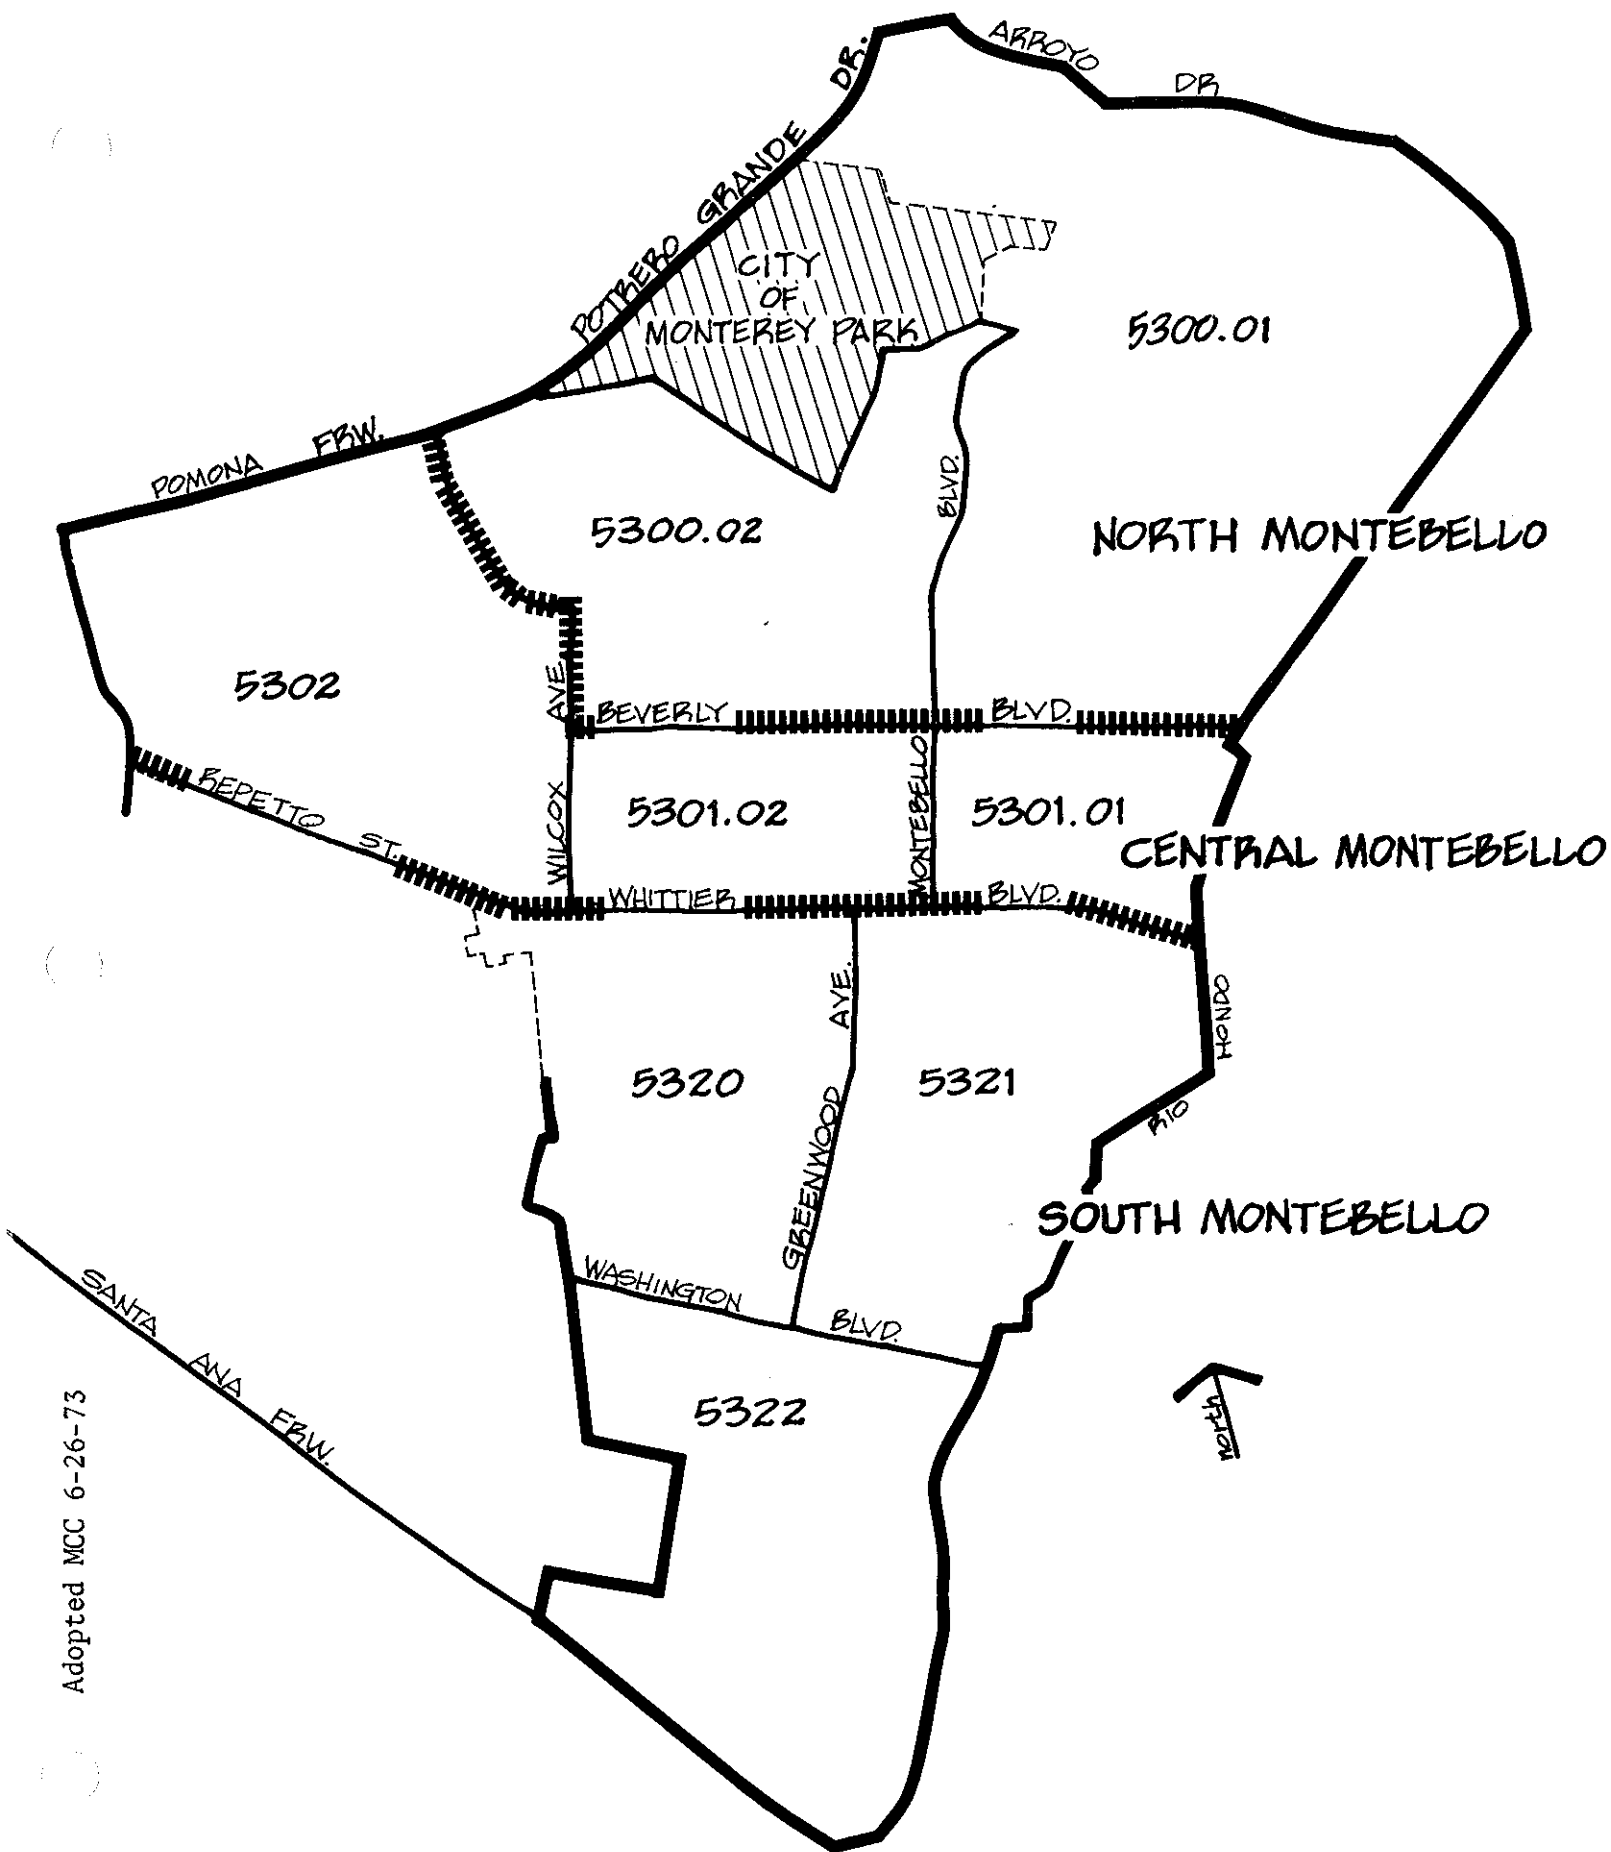 ARROYO
DR
POTRERO GRANDE DR.
CITY
OF
MONTEREY PARK
5300.01
POMONA FRW.
BLVD.
5300.02
NORTH MONTEBELLO
5302
AVE
BEVERLY BLVD.
REPETTO ST.
WILCOX
5301.02
MONTEBELLO
5301.01
CENTRAL MONTEBELLO
WHITTIER BLVD.
AVE.
HONDO
5320
5321
GREENWOOD
RIO
SOUTH MONTEBELLO
WASHINGTON BLVD.
SANTA ANA FRW.
5322
north
Adopted MCC 6-26-73